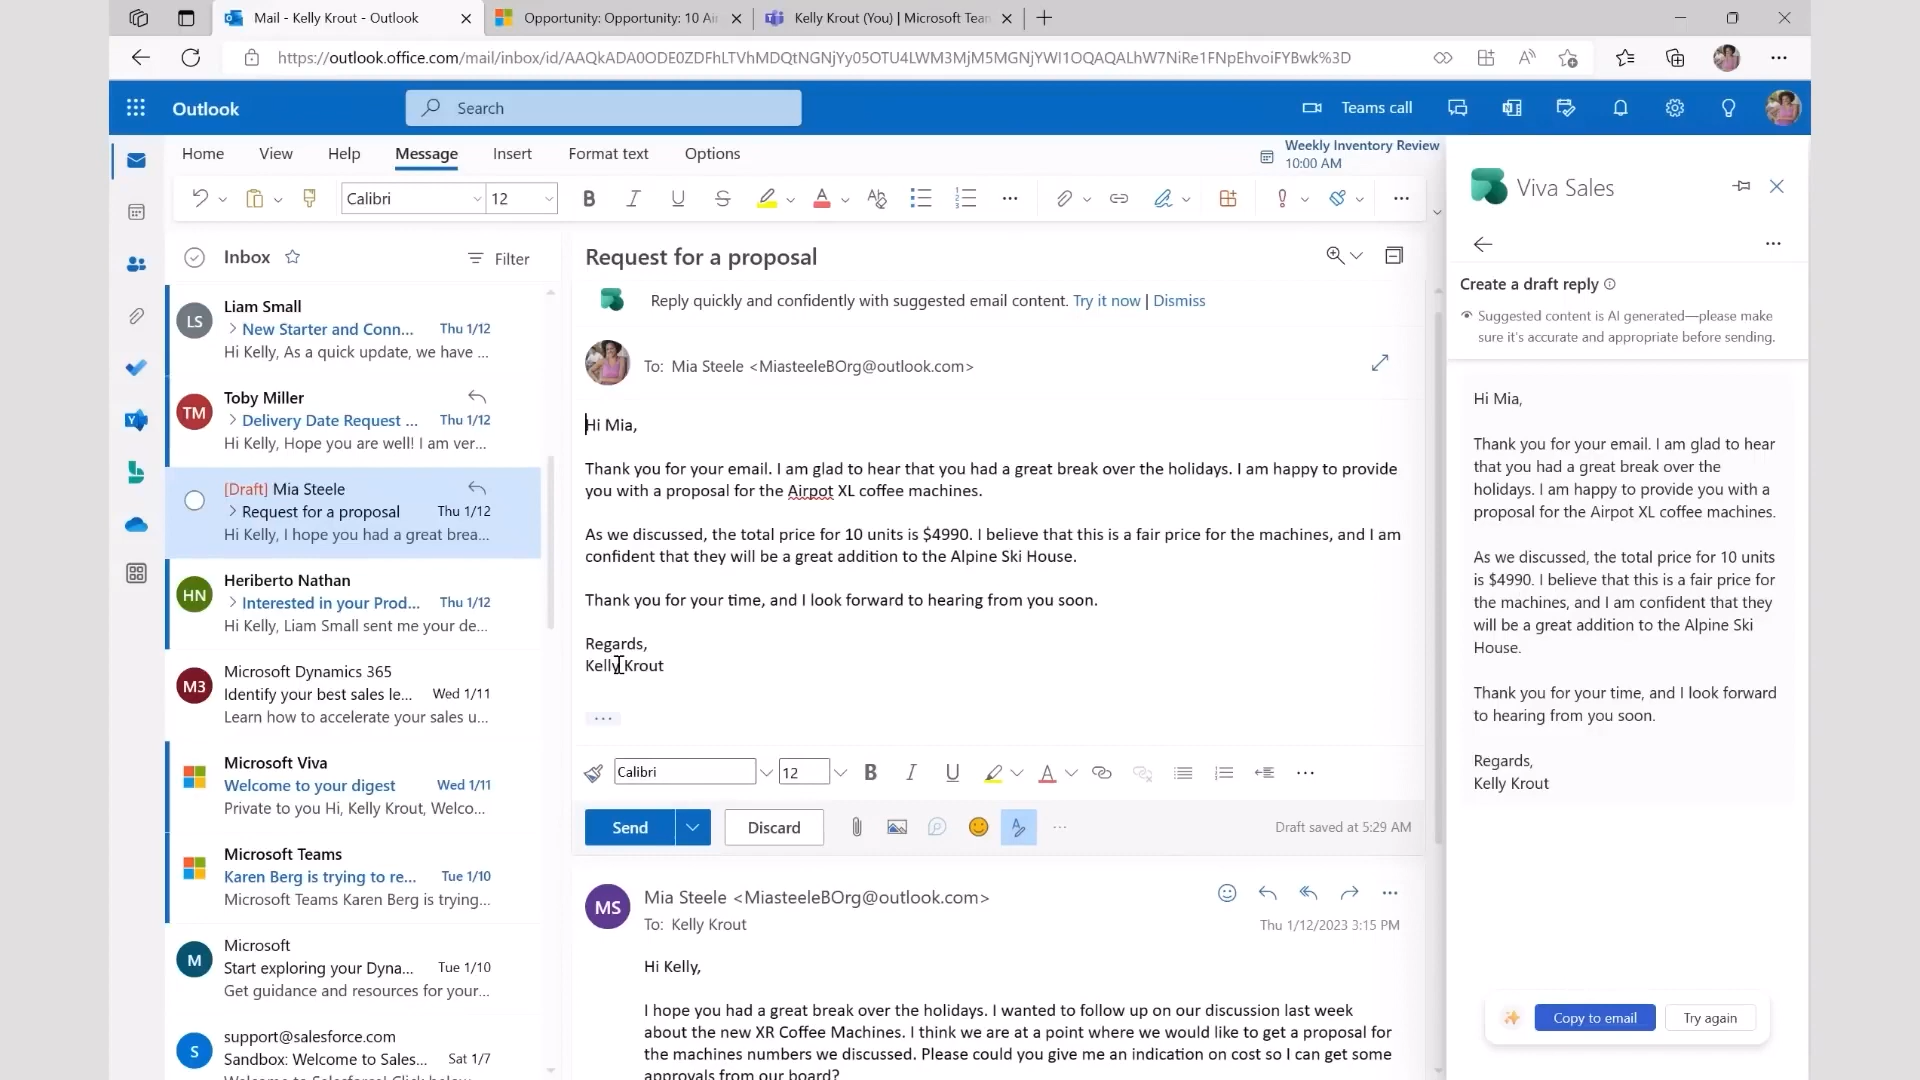 Mail - Kelly Krout - Outlook
Opportunity: Opportunity: 10 Air
Kelly Krout (You) | Microsoft Team
https://outlook.office.com/mail/inbox/id/AAQkADA0ODE0ZDFhLTVhMDQtNGNjYy05OTU4LWM3MjM5MGNjYWI1OQAQALhW7NiRe1FNpEhvoiFYBwk%3D
Outlook
Search
Teams call
Home
View
Help
Message
Insert
Format text
Options
Weekly Inventory Review
10:00 AM
Calibri
12
Inbox
Filter
LS
Liam Small
New Starter and Conn...
Thu 1/12
Hi Kelly, As a quick update, we have ...
TM
Toby Miller
Delivery Date Request ...
Thu 1/12
Hi Kelly, Hope you are well! I am ver...
[Draft] Mia Steele
Request for a proposal
Thu 1/12
Hi Kelly, I hope you had a great brea...
HN
Heriberto Nathan
Interested in your Prod...
Thu 1/12
Hi Kelly, Liam Small sent me your de...
M3
Microsoft Dynamics 365
Identify your best sales le...
Wed 1/11
Learn how to accelerate your sales u...
Microsoft Viva
Welcome to your digest
Wed 1/11
Private to you Hi, Kelly Krout, Welco...
Microsoft Teams
Karen Berg is trying to re...
Tue 1/10
Microsoft Teams Karen Berg is trying...
M
Microsoft
Start exploring your Dyna...
Tue 1/10
Get guidance and resources for your...
S
support@salesforce.com
Sandbox: Welcome to Sales...
Sat 1/7
Request for a proposal
Reply quickly and confidently with suggested email content. Try it now | Dismiss
To: Mia Steele <MiasteeleBOrg@outlook.com>
Hi Mia,
Thank you for your email. I am glad to hear that you had a great break over the holidays. I am happy to provide
you with a proposal for the Airpot XL coffee machines.
As we discussed, the total price for 10 units is $4990. I believe that this is a fair price for the machines, and I am
confident that they will be a great addition to the Alpine Ski House.
Thank you for your time, and I look forward to hearing from you soon.
Regards,
Kelly Krout
Calibri
12
Send
Discard
Draft saved at 5:29 AM
MS
Mia Steele <MiasteeleBOrg@outlook.com>
To: Kelly Krout
Thu 1/12/2023 3:15 PM
Hi Kelly,
I hope you had a great break over the holidays. I wanted to follow up on our discussion last week
about the new XR Coffee Machines. I think we are at a point where we would like to get a proposal for
the machines numbers we discussed. Please could you give me an indication on cost so I can get some
approvals from our board?
Viva Sales
Create a draft reply
Suggested content is AI generated—please make
sure it's accurate and appropriate before sending.
Hi Mia,
Thank you for your email. I am glad to hear
that you had a great break over the
holidays. I am happy to provide you with a
proposal for the Airpot XL coffee machines.
As we discussed, the total price for 10 units
is $4990. I believe that this is a fair price for
the machines, and I am confident that they
will be a great addition to the Alpine Ski
House.
Thank you for your time, and I look forward
to hearing from you soon.
Regards,
Kelly Krout
Copy to email
Try again